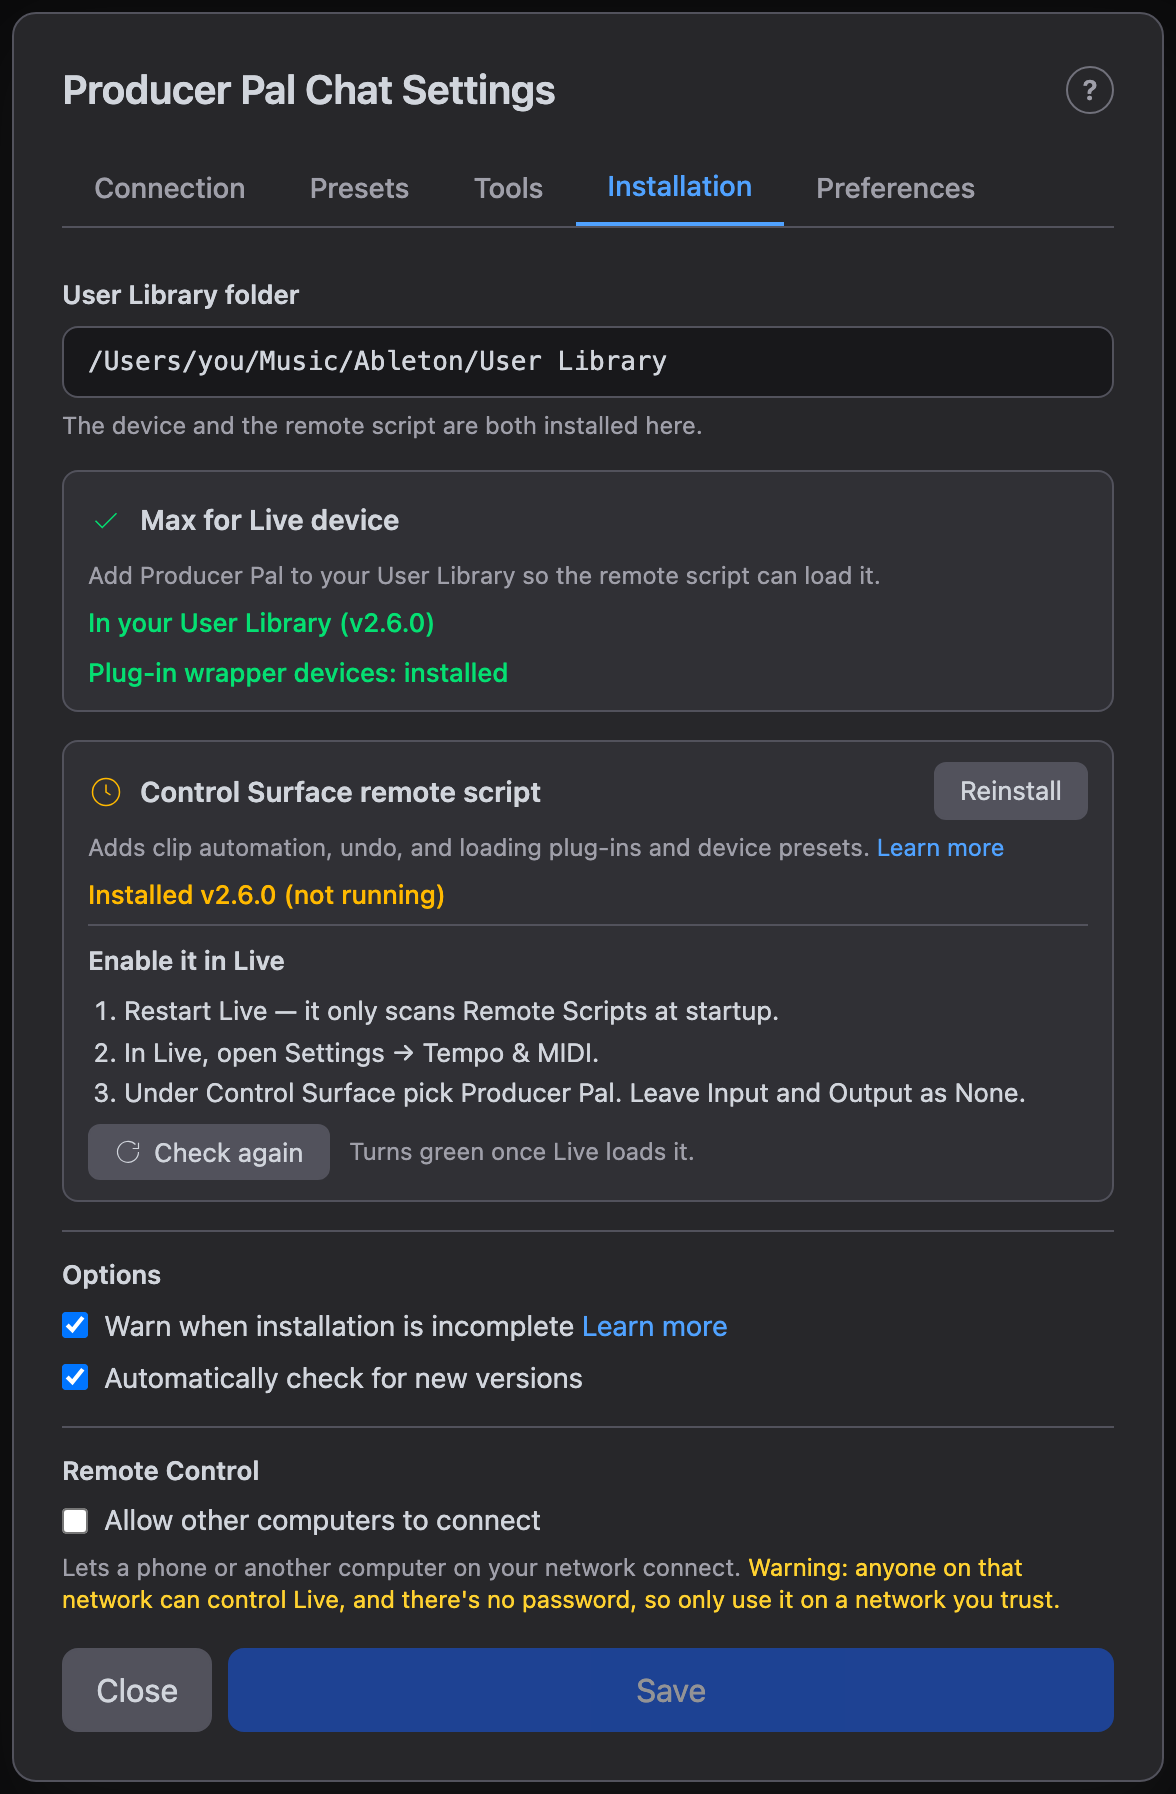 Producer Pal Chat Settings
?
Connection Presets Tools Installation Preferences
User Library folder
/Users/you/Music/Ableton/User Library
The device and the remote script are both installed here.
Max for Live device
Add Producer Pal to your User Library so the remote script can load it.
In your User Library (v2.6.0)
Plug-in wrapper devices: installed
Control Surface remote script
Reinstall
Adds clip automation, undo, and loading plug-ins and device presets. Learn more
Installed v2.6.0 (not running)
Enable it in Live
1. Restart Live — it only scans Remote Scripts at startup.
2. In Live, open Settings → Tempo & MIDI.
3. Under Control Surface pick Producer Pal. Leave Input and Output as None.
Check again
Turns green once Live loads it.
Options
Warn when installation is incomplete Learn more
Automatically check for new versions
Remote Control
Allow other computers to connect
Lets a phone or another computer on your network connect. Warning: anyone on that
network can control Live, and there's no password, so only use it on a network you trust.
Close
Save